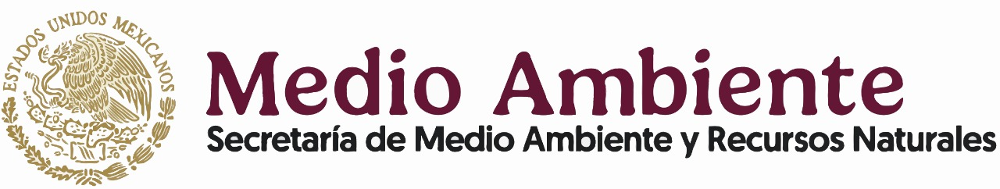 ESTADOS UNIDOS MEXICANOS
Medio Ambiente
Secretaría de Medio Ambiente y Recursos Naturales